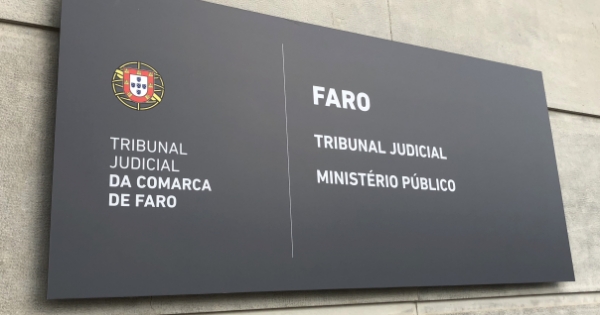 TRIBUNAL
JUDICIAL
DA COMARCA
DE FARO
FARO
TRIBUNAL JUDICIAL
MINISTÉRIO PÚBLICO